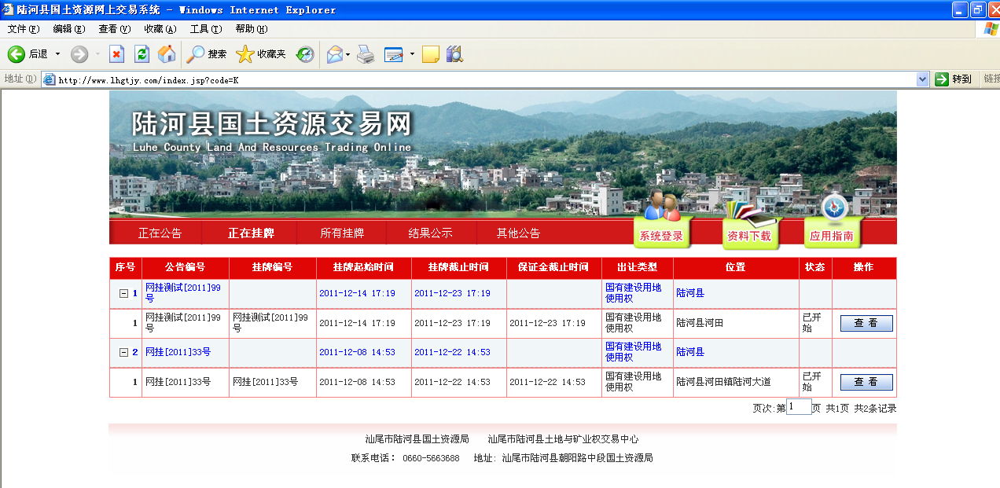 陆河县国土资源网上交易系统 - Windows Internet Explorer
文件(F) 编辑(E) 查看(V) 收藏(A) 工具(T) 帮助(H)
后退 搜索 收藏夹
地址(D) http://www.lhgtjy.com/index.jsp?code=K 转到 链接
陆河县国土资源交易网
Luhe County Land And Resources Trading Online
正在公告 正在挂牌 所有挂牌 结果公示 其他公告 系统登录 资料下载 应用指南
序号 公告编号 挂牌编号 挂牌起始时间 挂牌截止时间 保证金截止时间 出让类型 位置 状态 操作
1 网挂测试[2011]99号 2011-12-14 17:19 2011-12-23 17:19 国有建设用地使用权 陆河县
1 网挂测试[2011]99号 网挂测试[2011]99号 2011-12-14 17:19 2011-12-23 17:19 2011-12-23 17:19 国有建设用地使用权 陆河县河田 已开始 查 看
2 网挂[2011]33号 2011-12-08 14:53 2011-12-22 14:53 国有建设用地使用权 陆河县
1 网挂[2011]33号 网挂[2011]33号 2011-12-08 14:53 2011-12-22 14:53 2011-12-22 14:53 国有建设用地使用权 陆河县河田镇陆河大道 已开始 查 看
页次:第1页 共1页 共2条记录
汕尾市陆河县国土资源局 汕尾市陆河县土地与矿业权交易中心
联系电话： 0660-5663688 地址: 汕尾市陆河县朝阳路中段国土资源局